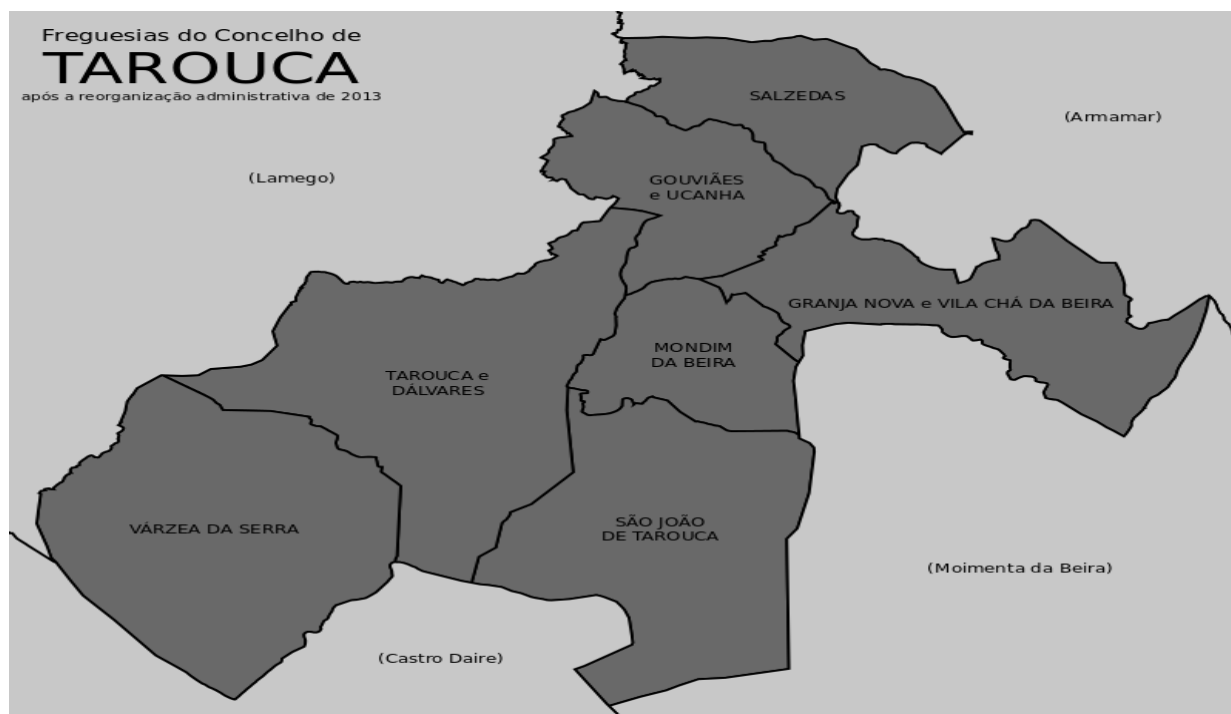 Freguesias do Concelho de
TAROUCA
após a reorganização administrativa de 2013
SALZEDAS
(Armamar)
(Lamego)
GOUVIÃES
e UCANHA
GRANJA NOVA e VILA CHÁ DA BEIRA
MONDIM
DA BEIRA
TAROUCA e
DÁLVARES
VÁRZEA DA SERRA
SÃO JOÃO
DE TAROUCA
(Moimenta da Beira)
(Castro Daire)